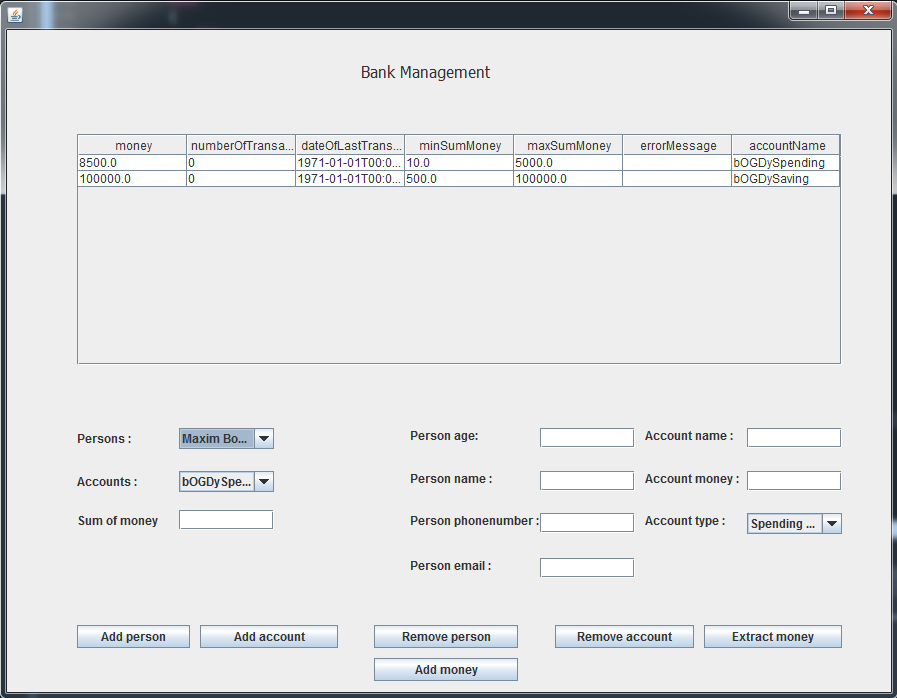 Bank Management
money numberOfTransa... dateOfLastTrans... minSumMoney maxSumMoney errorMessage accountName
8500.0 0 1971-01-01T00:0... 10.0 5000.0 bOGDySpending
100000.0 0 1971-01-01T00:0... 500.0 100000.0 bOGDySaving
Persons : Maxim Bo... Person age: Account name :
Accounts : bOGDySpe... Person name : Account money :
Sum of money Person phonenumber : Account type : Spending ...
Person email :
Add person Add account Remove person Remove account Extract money
Add money